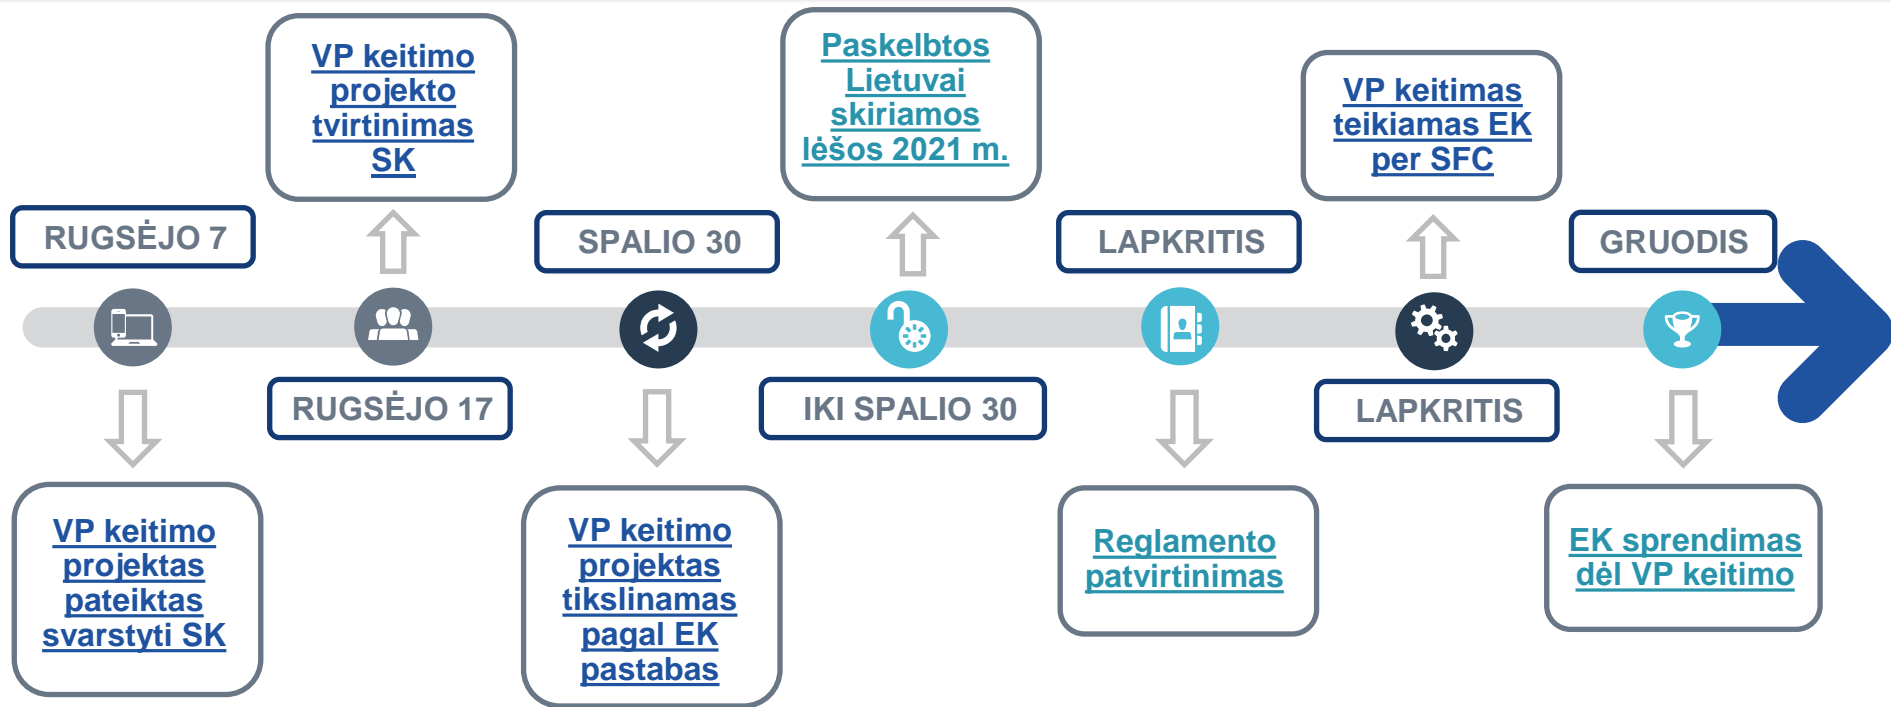 RUGSĖJO 7
VP keitimo
projektas
pateiktas
svarstyti SK
VP keitimo
projekto
tvirtinimas
SK
RUGSĖJO 17
SPALIO 30
VP keitimo
projektas
tikslinamas
pagal EK
pastabas
Paskelbtos
Lietuvai
skiriamos
lėšos 2021 m.
IKI SPALIO 30
LAPKRITIS
Reglamento
patvirtinimas
VP keitimas
teikiamas EK
per SFC
LAPKRITIS
GRUODIS
EK sprendimas
dėl VP keitimo